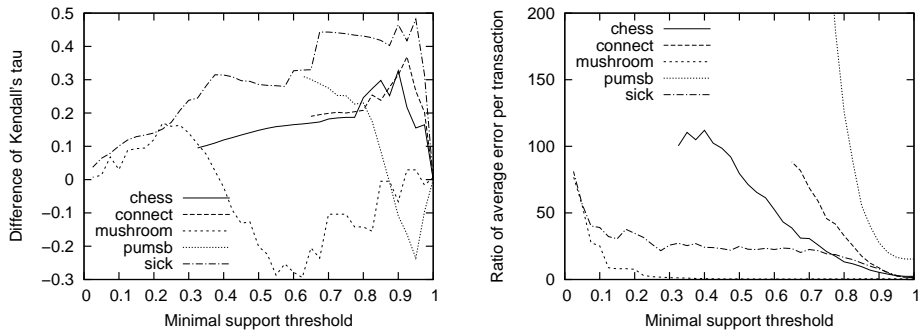 0.5
0.4
0.3
0.2
0.1
0
−0.1
−0.2
−0.3
Difference of Kendall's tau
chess
connect
mushroom
pumsb
sick
0 0.1 0.2 0.3 0.4 0.5 0.6 0.7 0.8 0.9 1
Minimal support threshold
200
150
100
50
0
Ratio of average error per transaction
chess
connect
mushroom
pumsb
sick
0 0.1 0.2 0.3 0.4 0.5 0.6 0.7 0.8 0.9 1
Minimal support threshold